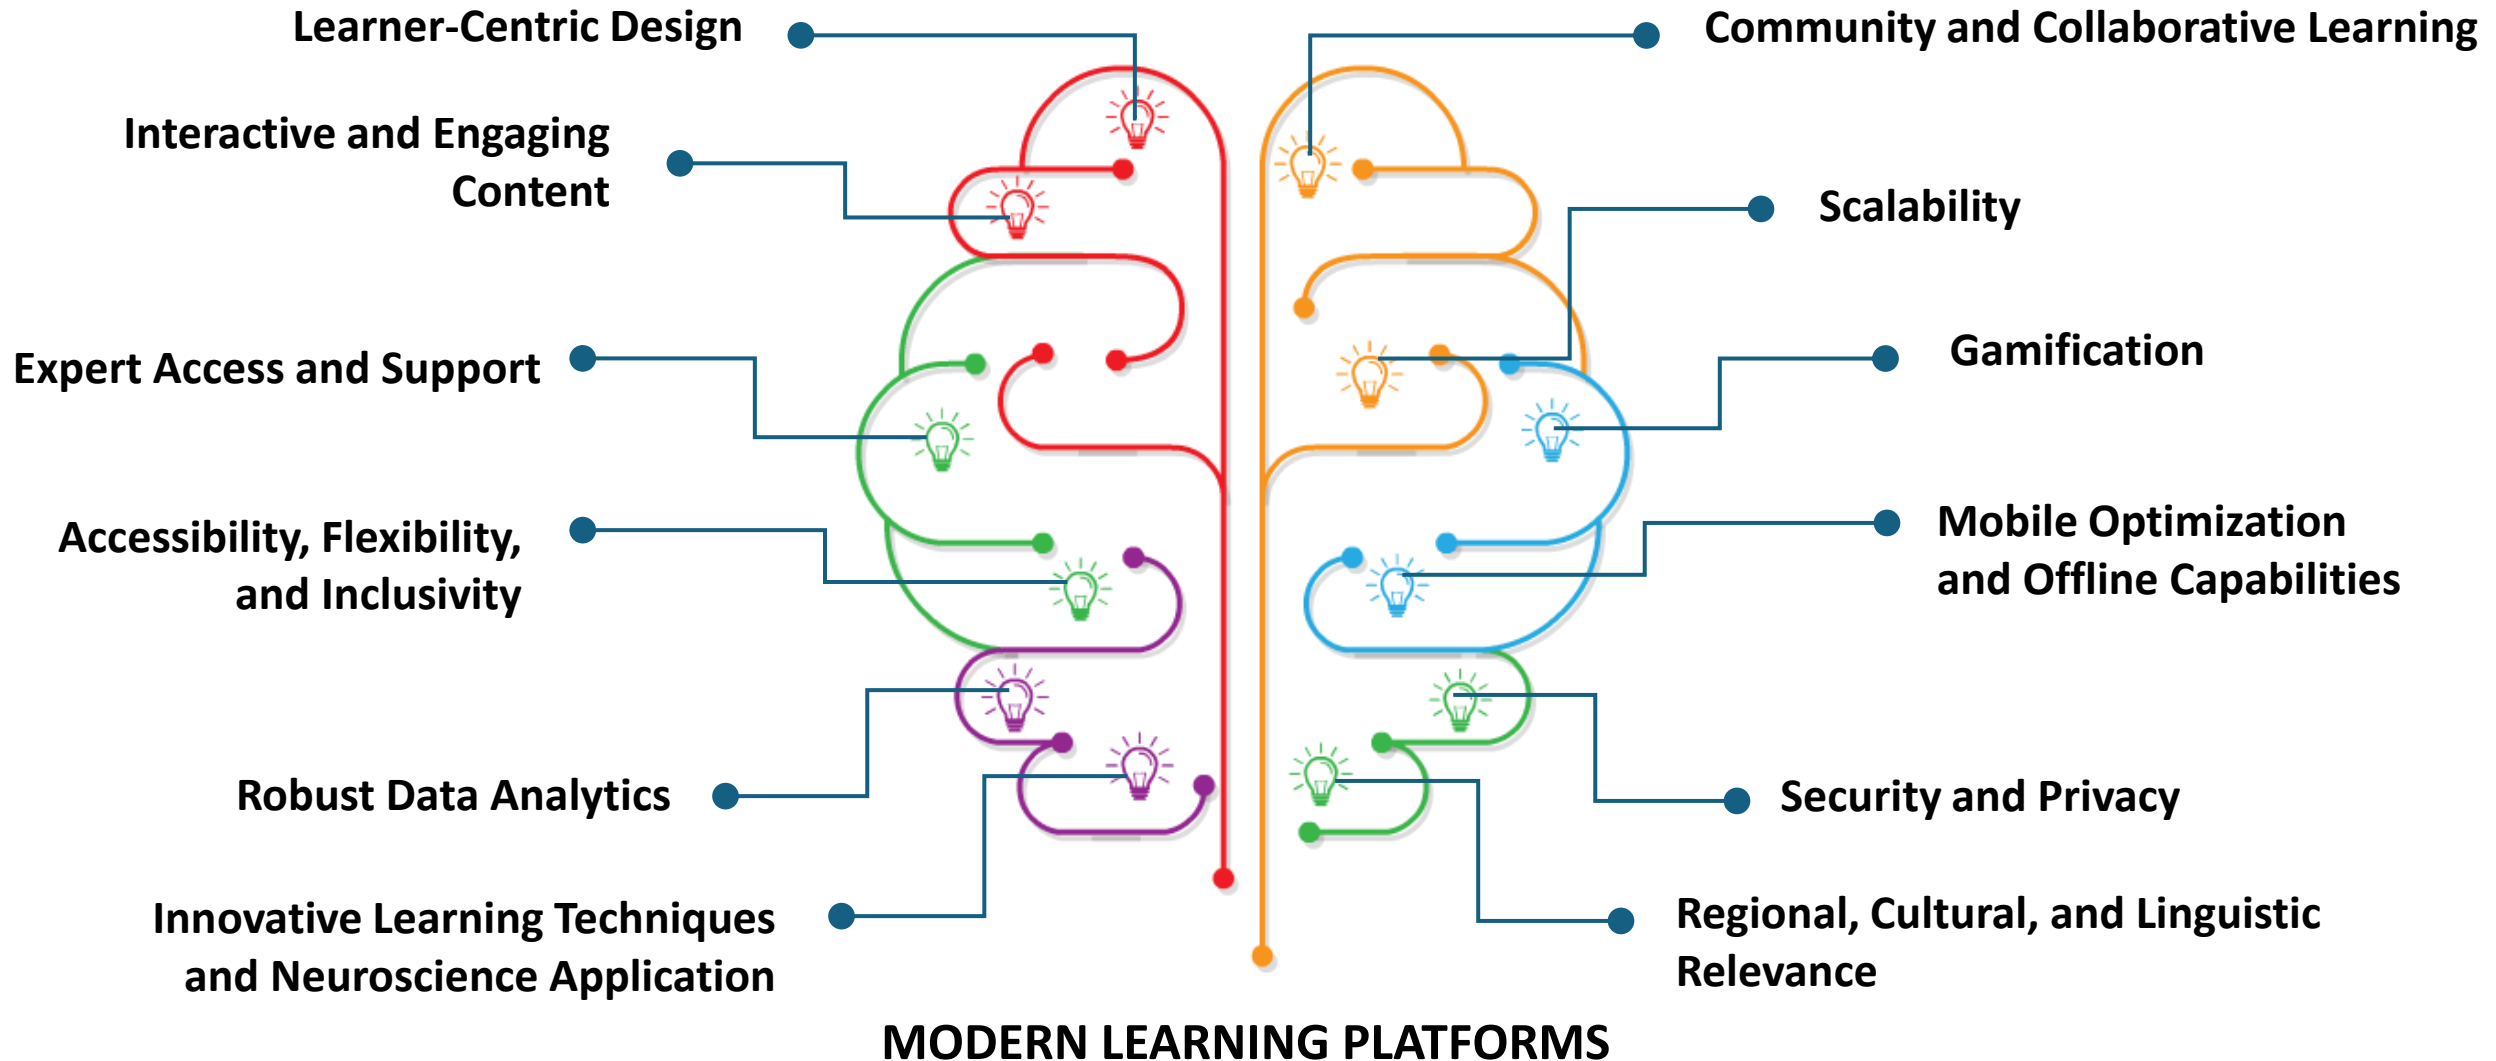 Learner-Centric Design
Interactive and Engaging
Content
Expert Access and Support
Accessibility, Flexibility,
and Inclusivity
Robust Data Analytics
Innovative Learning Techniques
and Neuroscience Application
Community and Collaborative Learning
Scalability
Gamification
Mobile Optimization
and Offline Capabilities
Security and Privacy
Regional, Cultural, and Linguistic
Relevance
MODERN LEARNING PLATFORMS